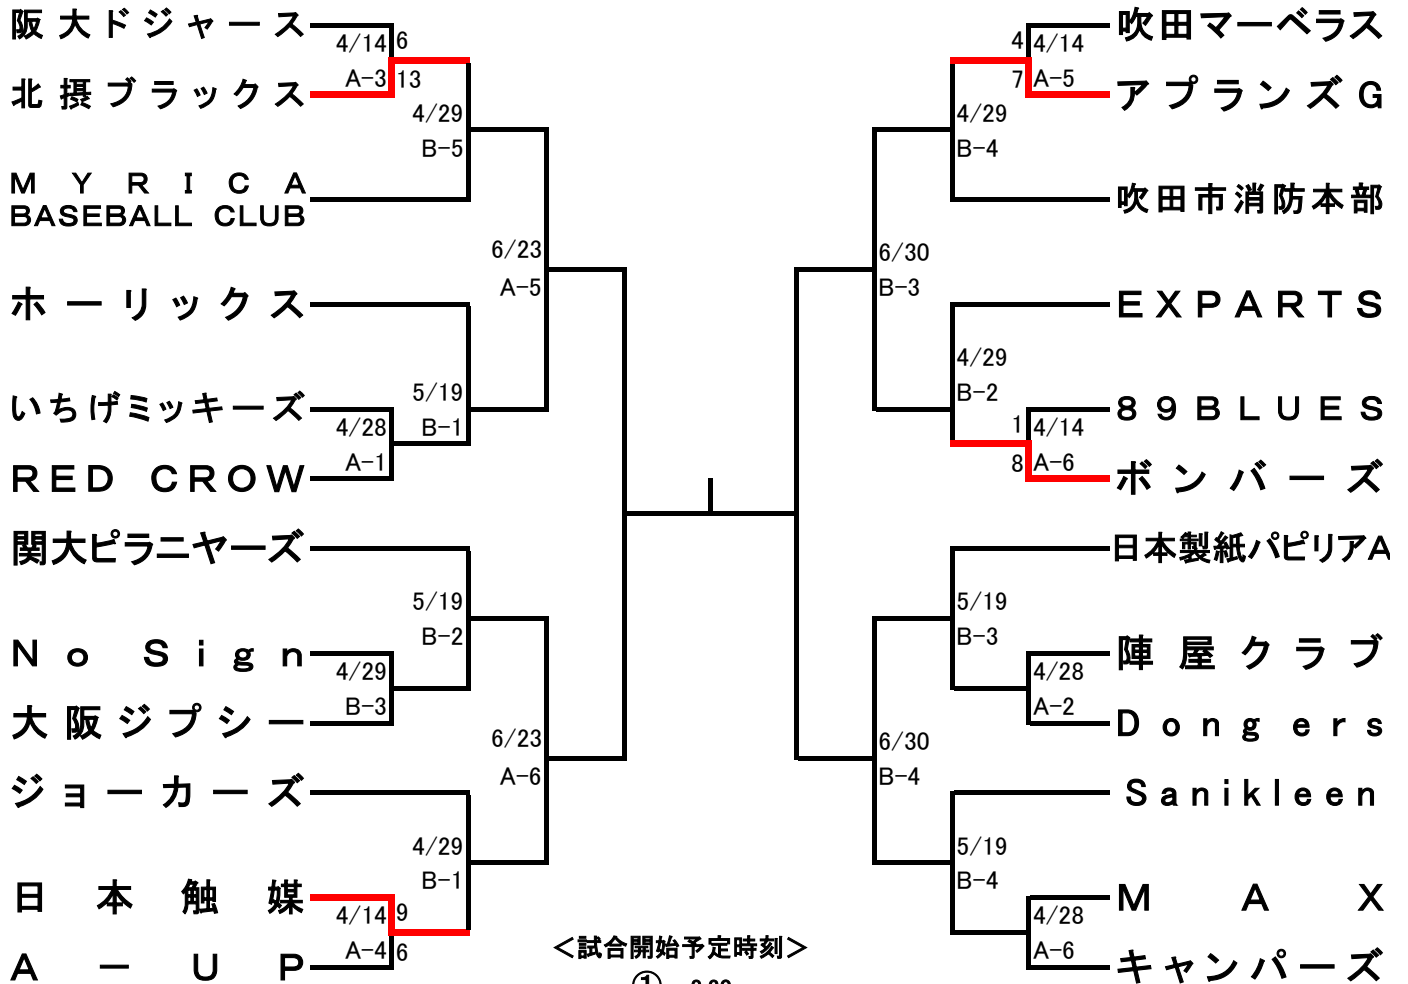 阪大ドジャース
4/14 6
A-3 13
北摂ブラックス
4/29
B-5
MYRICA
BASEBALL CLUB
6/23
A-5
ホーリックス
5/19
B-1
いちげミッキーズ
4/28
A-1
RED CROW
関大ピラニヤーズ
5/19
B-2
No Sign
4/29
B-3
大阪ジプシー
6/23
A-6
ジョーカーズ
4/29
B-1
日本触媒
4/14 9
A-4 6
A-UP
吹田マーベラス
4 4/14
7 A-5
アプランズG
4/29
B-4
吹田市消防本部
6/30
B-3
EXPARTS
4/29
B-2
89BLUES
1 4/14
8 A-6
ボンバーズ
日本製紙パピリアA
5/19
B-3
陣屋クラブ
4/28
A-2
Dongers
6/30
B-4
Sanikleen
5/19
B-4
MAX
4/28
A-6
キャンパーズ
＜試合開始予定時刻＞
①